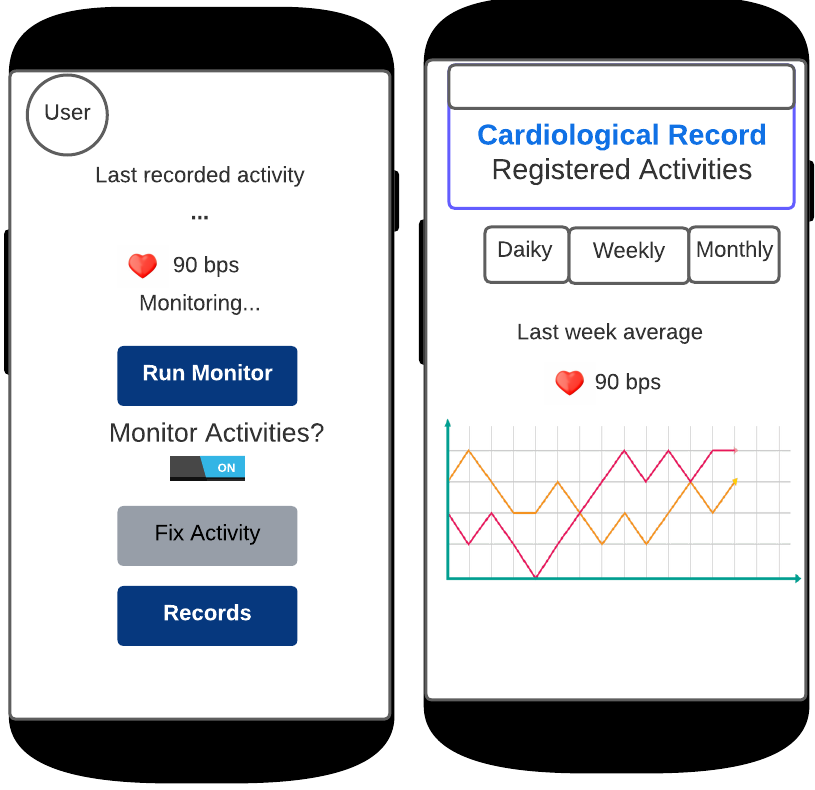 User
Last recorded activity
...
90 bps
Monitoring...
Run Monitor
Monitor Activities?
ON
Fix Activity
Records
Cardiological Record
Registered Activities
Daiky Weekly Monthly
Last week average
90 bps